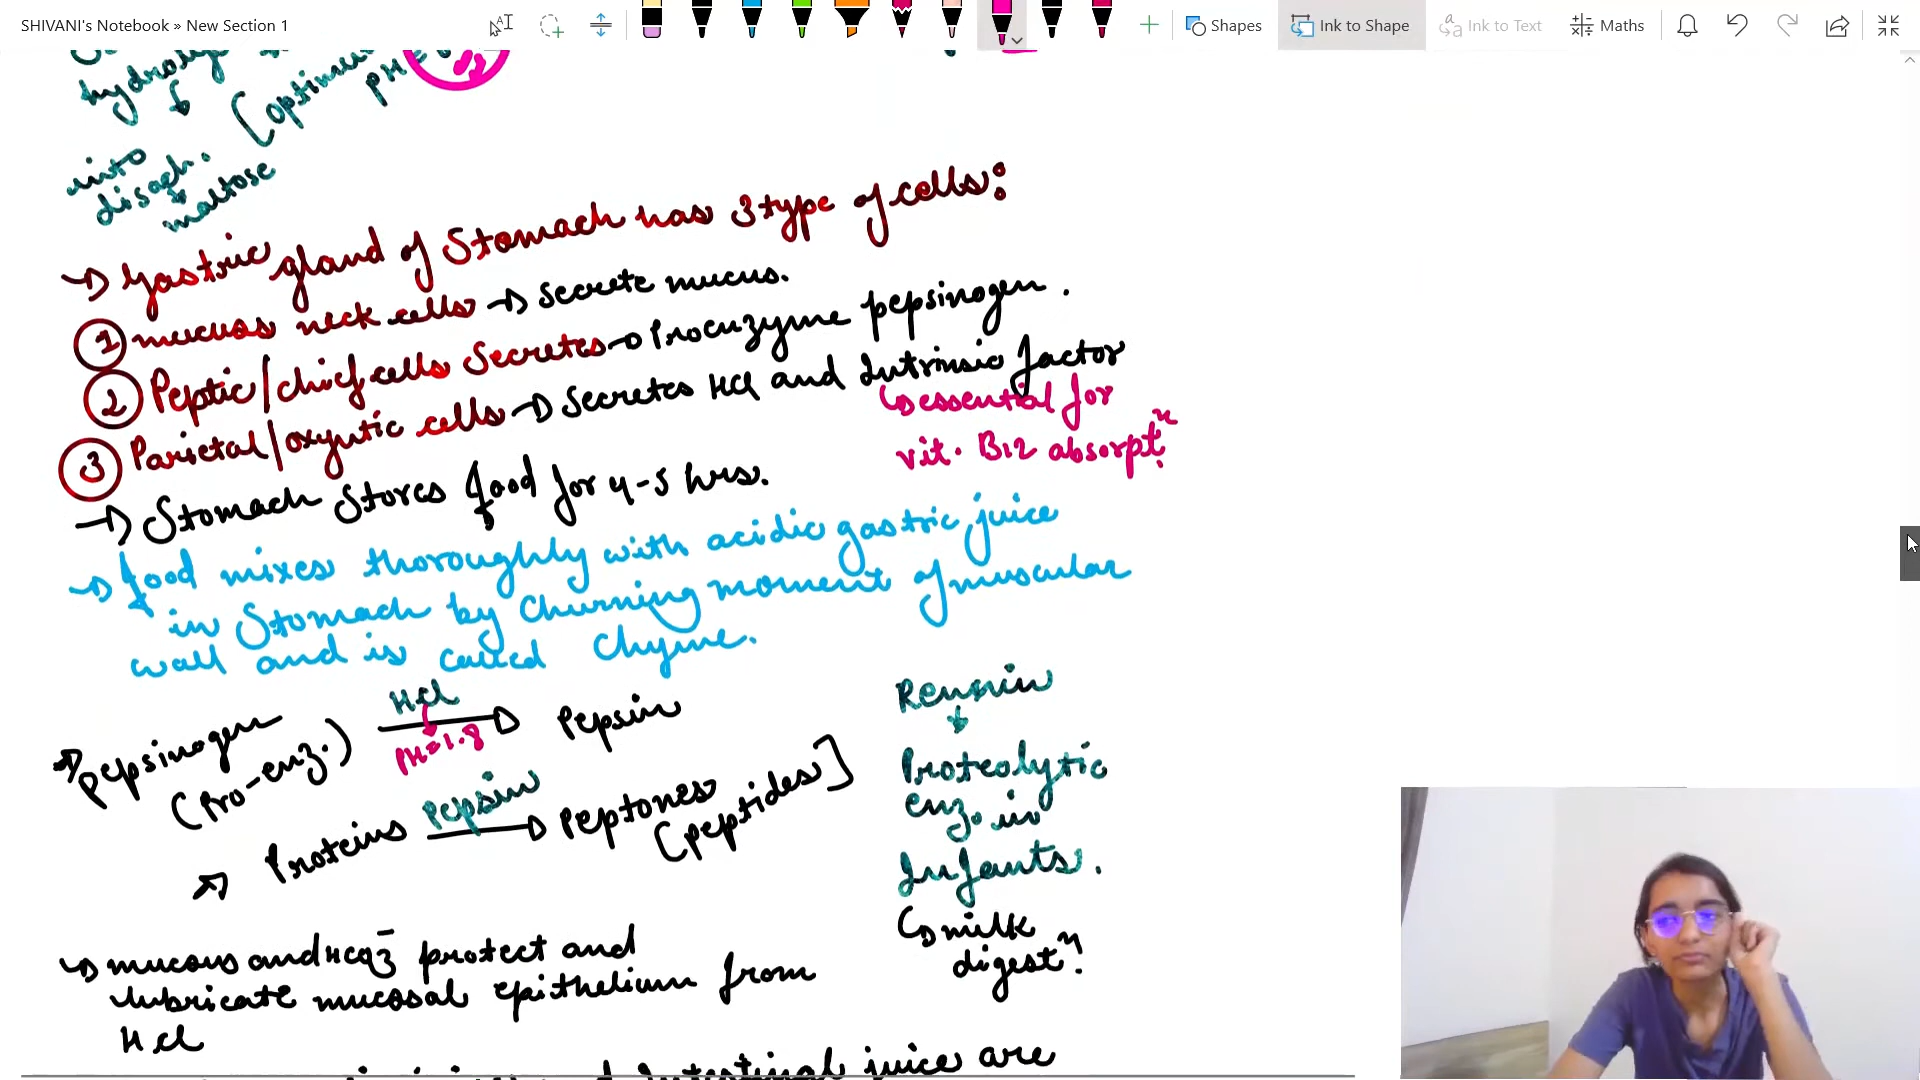 SHIVANI's Notebook » New Section 1
Shapes
Ink to Shape
Ink to Text
Maths
into
disach.
maltose
→ Gastric gland of Stomach has 3 type of cells:
① mucuos neck cells → Secrete mucus.
② Peptic/chief cells Secretes → Proenzyme pepsinogen.
③ Parietal/oxyntic cells → Secretes HCl and Intrinsic factor
↳ essential for
vit. B12 absorptⁿ.
→ Stomach Stores food for 4-5 hrs.
→ food mixes thoroughly with acidic gastric juice
in Stomach by Churning moment of muscular
wall and is called Chyme.
→ Pepsinogen HCl → Pepsin
(Pro-enz.) PH=1.8
→ Proteins Pepsin → Peptones
(peptides]
Rennin
↓
Proteolytic
enz. in
Infants.
↳ milk
digestⁿ.
↳ mucous and HCO3⁻ protect and
lubricate mucosal epithelium from
HCl
Intestinal juice are